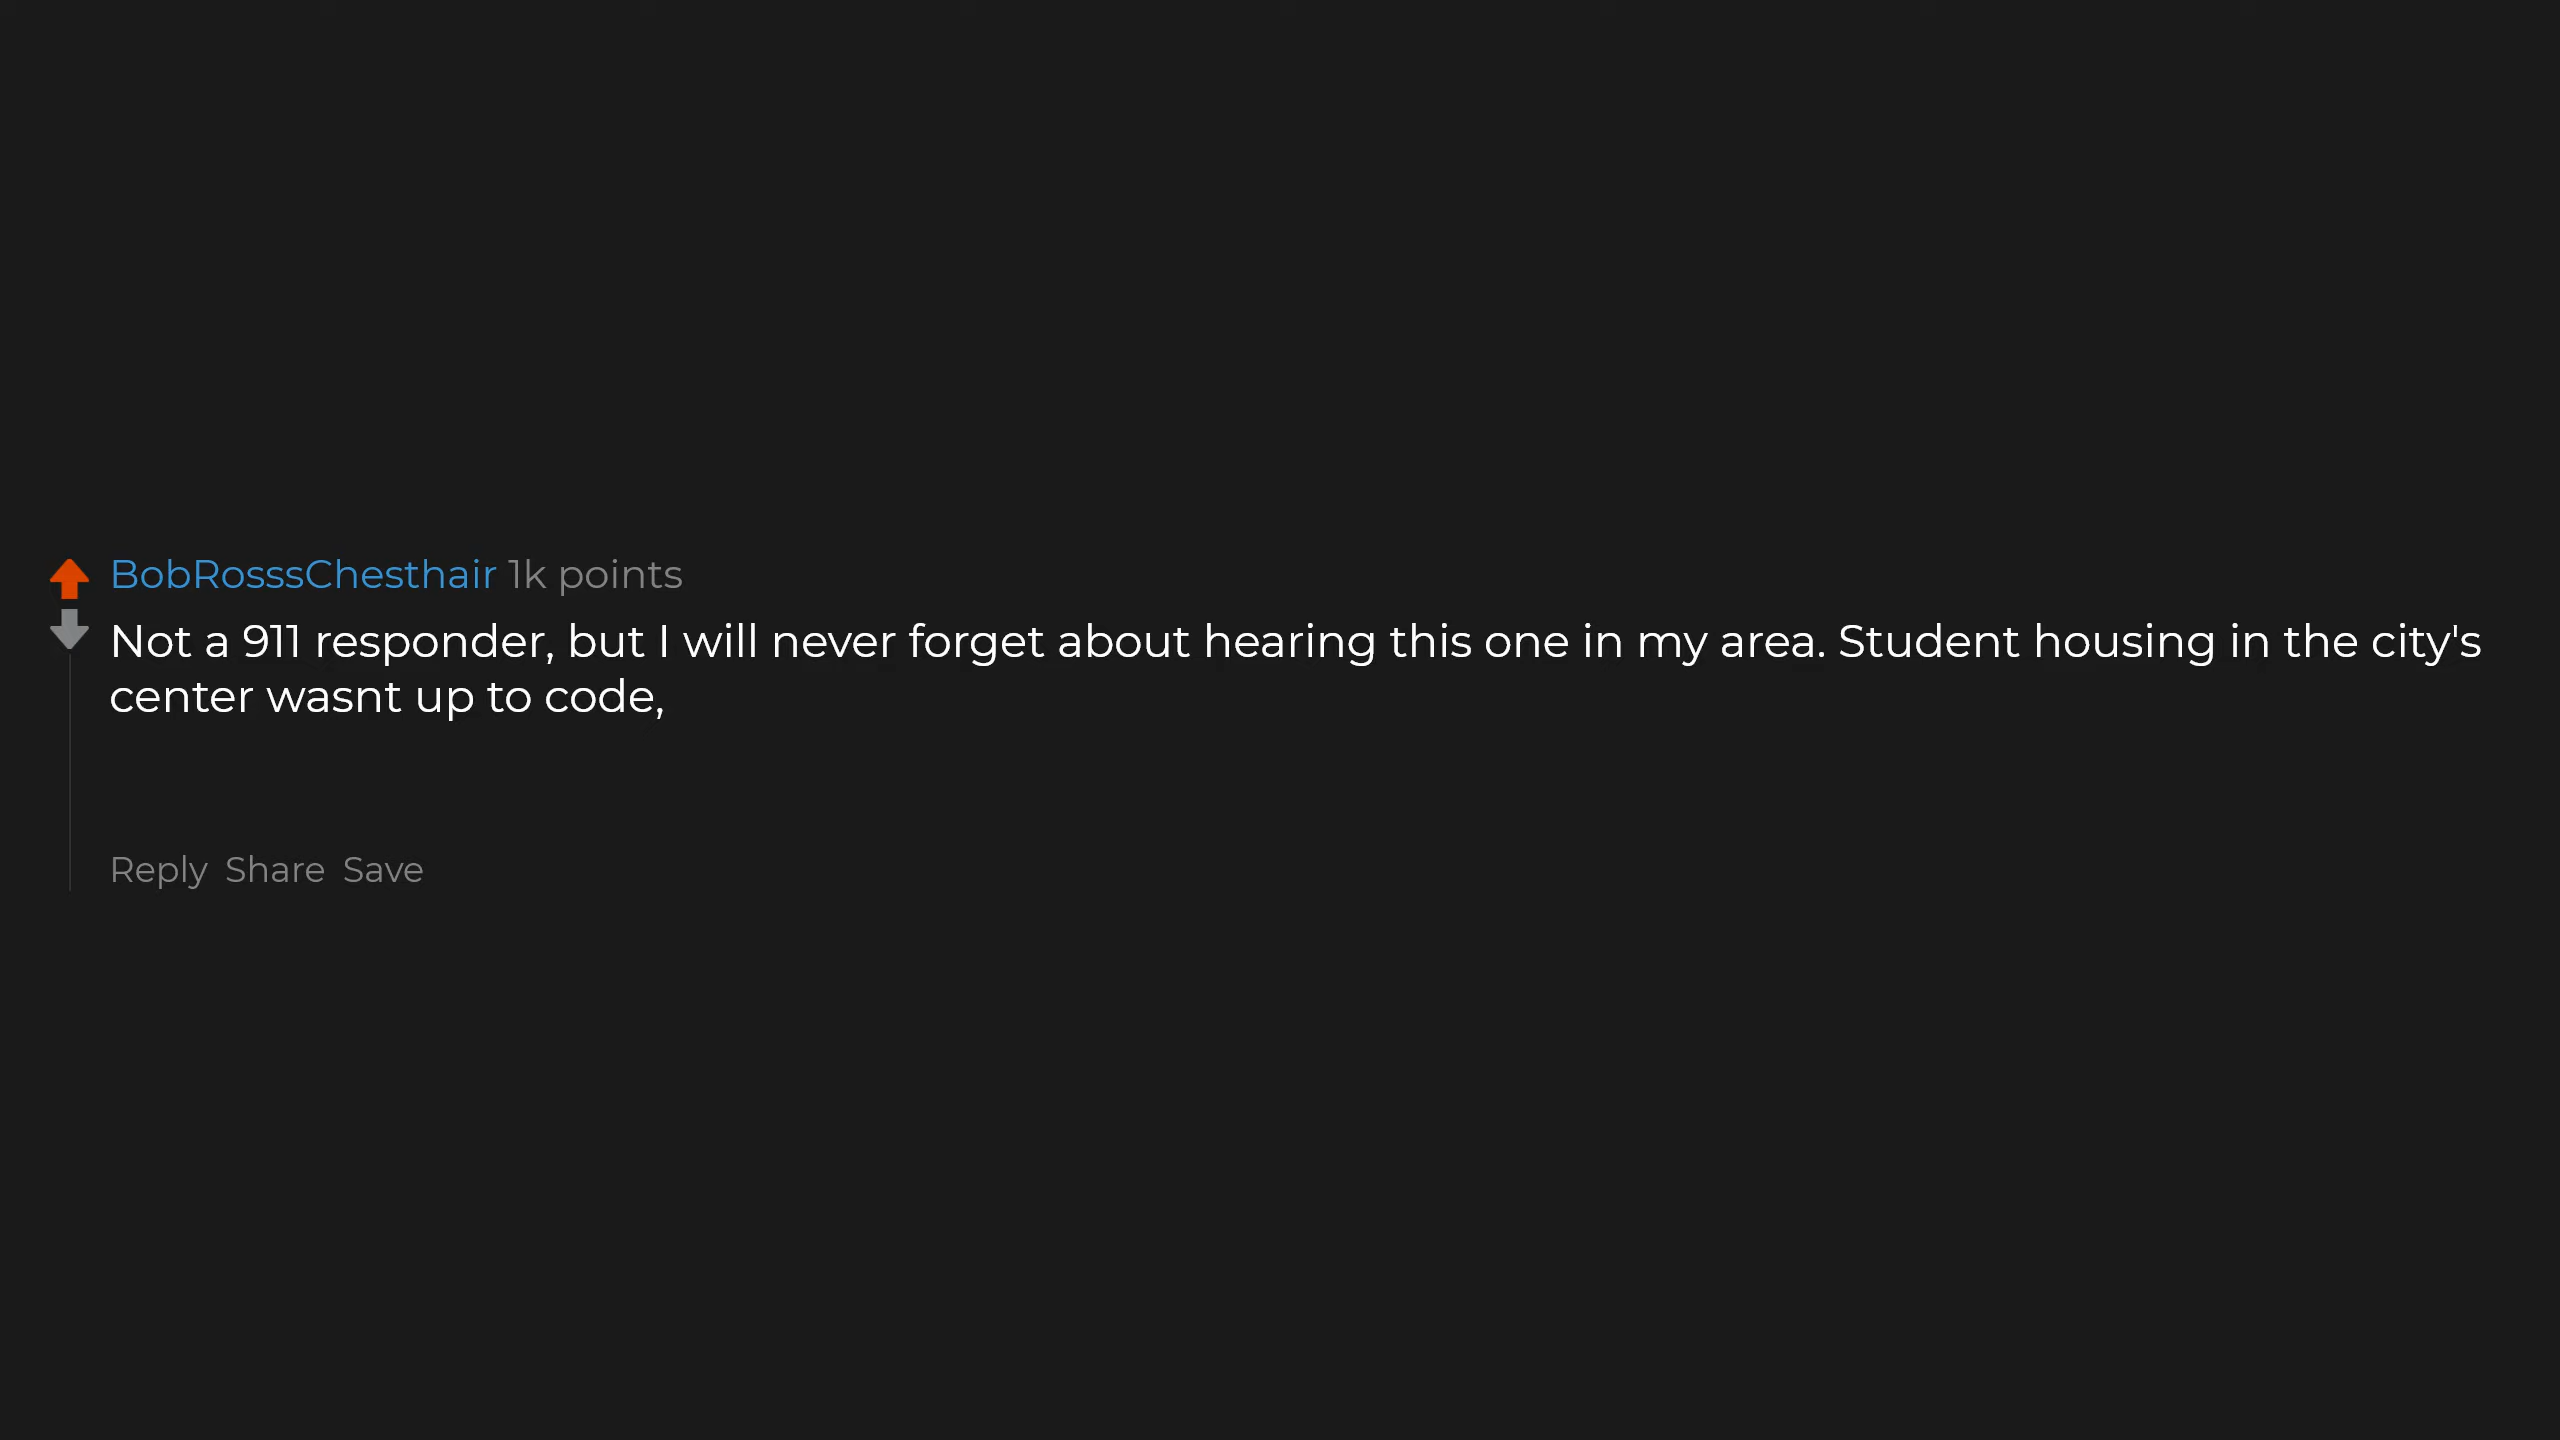 BobRosssChesthair 1k points
Not a 911 responder, but I will never forget about hearing this one in my area. Student housing in the city's
center wasnt up to code,
Reply Share Save